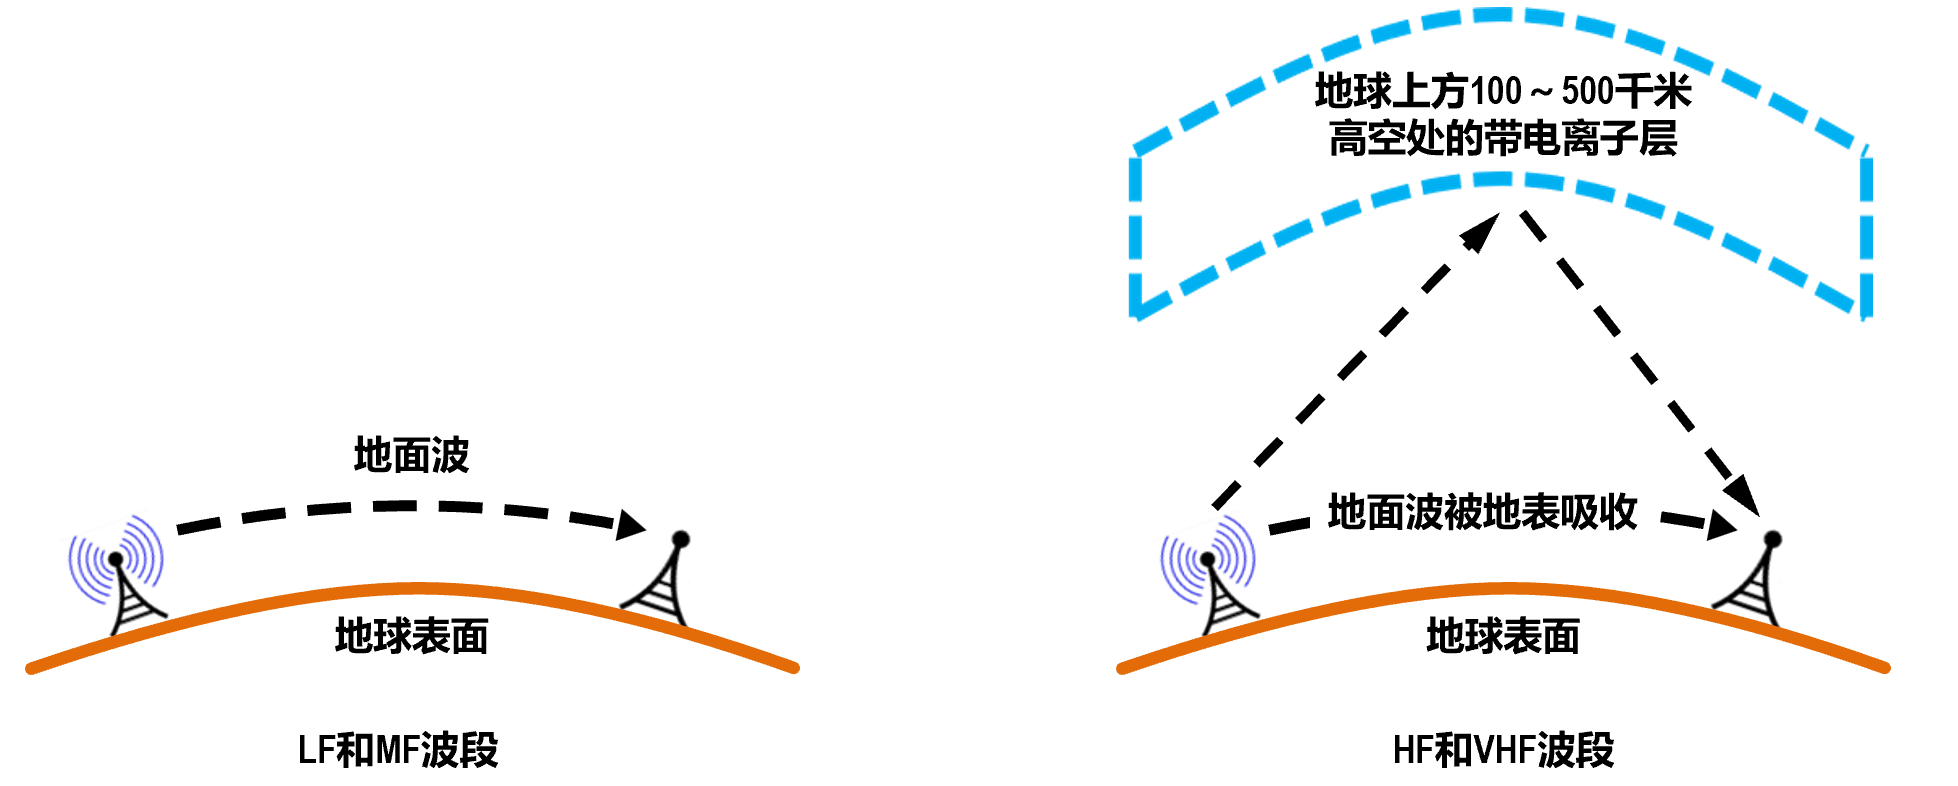 地面波
地球表面
LF和MF波段
地球上方100～500千米
高空处的带电离子层
地面波被地表吸收
地球表面
HF和VHF波段